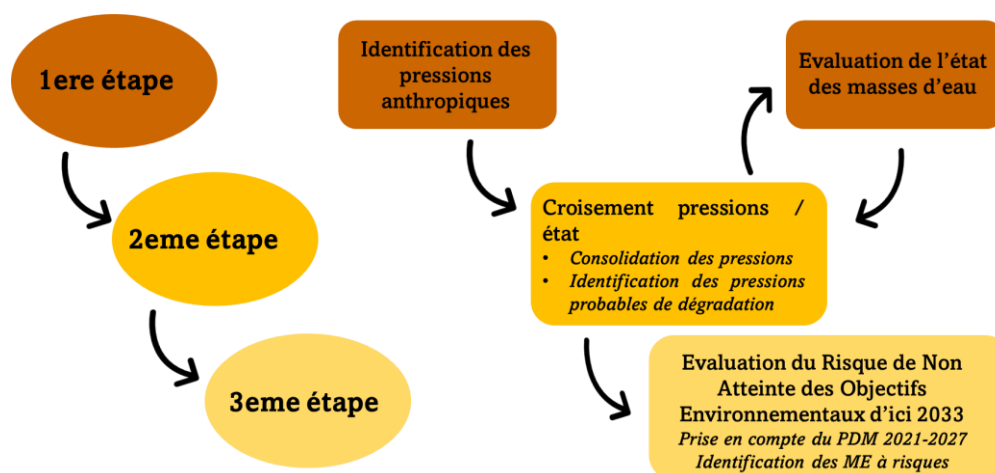 1ere étape
2eme étape
3eme étape
Identification des
pressions
anthropiques
Evaluation de l'état
des masses d'eau
Croisement pressions /
état
• Consolidation des pressions
• Identification des pressions
probables de dégradation
Evaluation du Risque de Non
Atteinte des Objectifs
Environnementaux d'ici 2033
Prise en compte du PDM 2021-2027
Identification des ME à risques